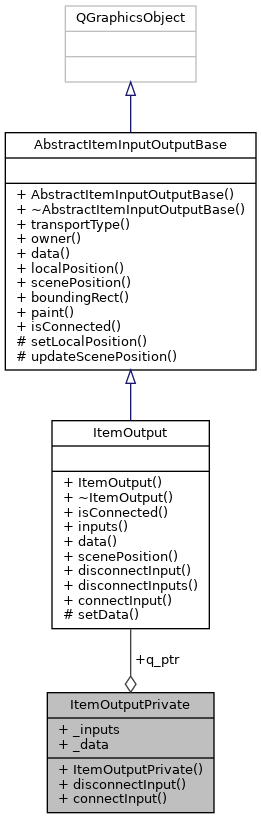 QGraphicsObject
AbstractItemInputOutputBase
+ AbstractItemInputOutputBase()
+ ~AbstractItemInputOutputBase()
+ transportType()
+ owner()
+ data()
+ localPosition()
+ scenePosition()
+ boundingRect()
+ paint()
+ isConnected()
# setLocalPosition()
# updateScenePosition()
ItemOutput
+ ItemOutput()
+ ~ItemOutput()
+ isConnected()
+ inputs()
+ data()
+ scenePosition()
+ disconnectInput()
+ disconnectInputs()
+ connectInput()
# setData()
+q_ptr
ItemOutputPrivate
+ _inputs
+ _data
+ ItemOutputPrivate()
+ disconnectInput()
+ connectInput()